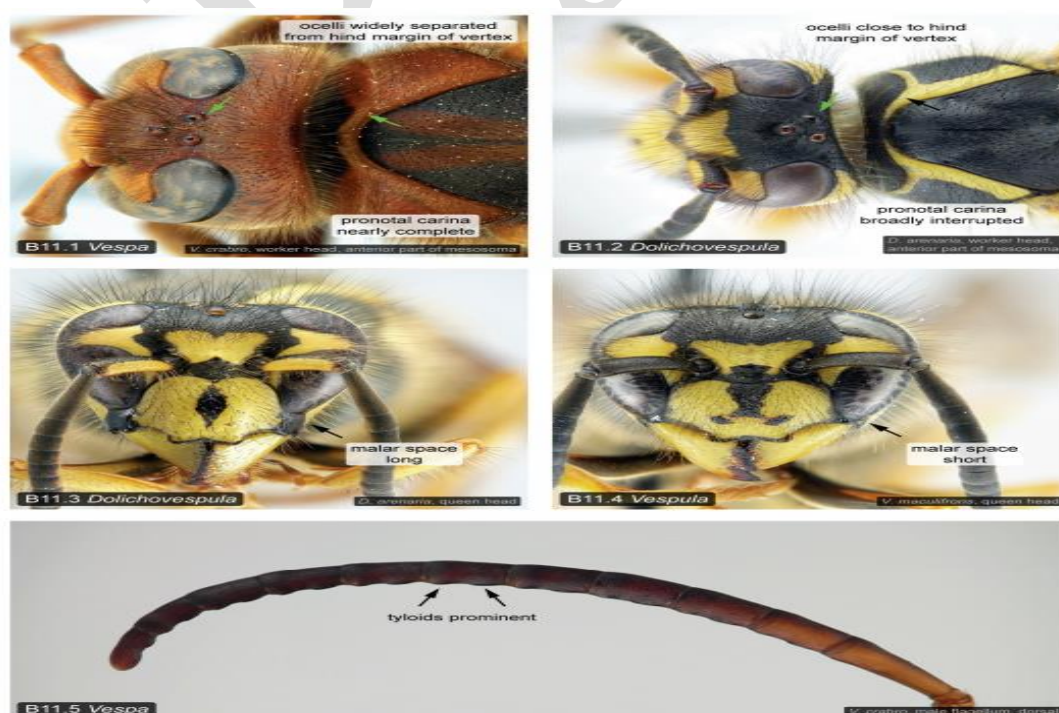 ocelli widely separated
from hind margin of vertex
pronotal carina
nearly complete
B11.1 Vespa
V. crabro, worker head,
anterior part of mesosoma
ocelli close to hind
margin of vertex
pronotal carina
broadly interrupted
B11.2 Dolichovespula
D. arenaria, worker head,
anterior part of mesosoma
malar space
long
B11.3 Dolichovespula
D. arenaria, queen head
malar space
short
B11.4 Vespula
V. maculifrons, queen head
tyloids prominent
B11.5 Vespa
V. crabro, male flagellum, dorsal